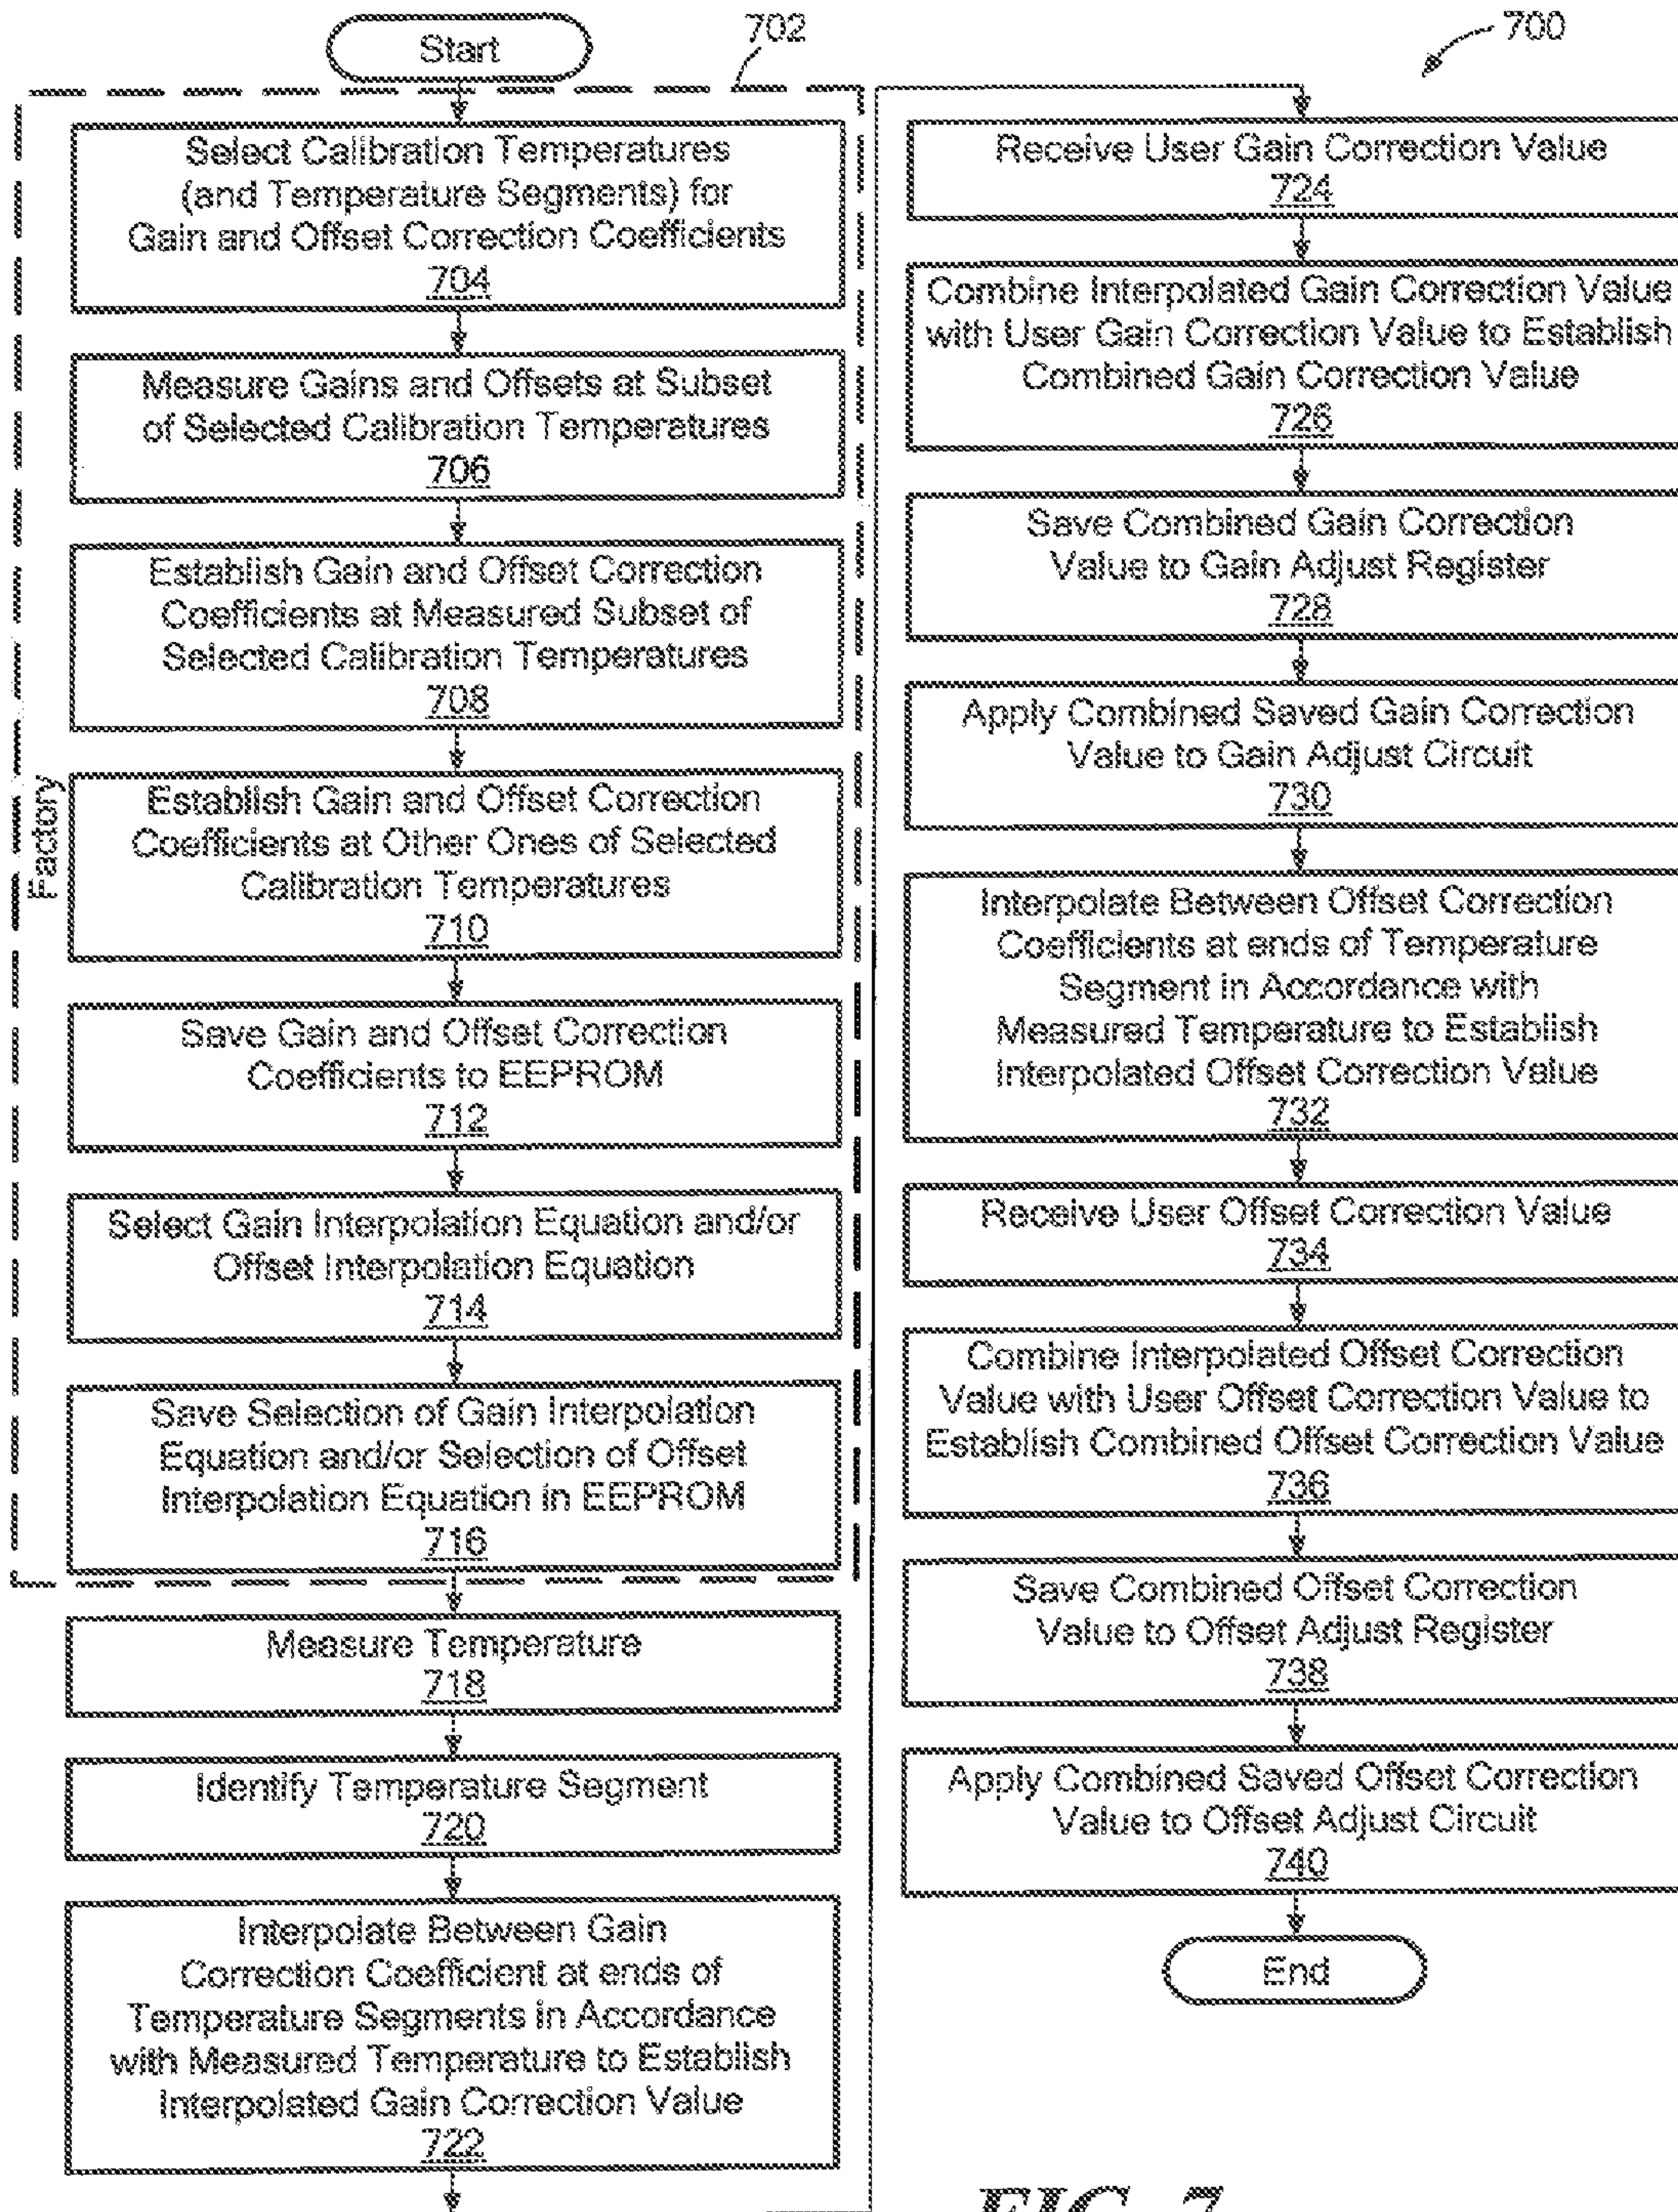 Start
702
700
Factory
Select Calibration Temperatures
(and Temperature Segments) for
Gain and Offset Correction Coefficients
704
Measure Gains and Offsets at Subset
of Selected Calibration Temperatures
706
Establish Gain and Offset Correction
Coefficients at Measured Subset of
Selected Calibration Temperatures
708
Establish Gain and Offset Correction
Coefficients at Other Ones of Selected
Calibration Temperatures
710
Save Gain and Offset Correction
Coefficients to EEPROM
712
Select Gain Interpolation Equation and/or
Offset Interpolation Equation
714
Save Selection of Gain Interpolation
Equation and/or Selection of Offset
Interpolation Equation in EEPROM
716
Measure Temperature
718
Identify Temperature Segment
720
Interpolate Between Gain
Correction Coefficient at ends of
Temperature Segments in Accordance
with Measured Temperature to Establish
Interpolated Gain Correction Value
722
Receive User Gain Correction Value
724
Combine Interpolated Gain Correction Value
with User Gain Correction Value to Establish
Combined Gain Correction Value
726
Save Combined Gain Correction
Value to Gain Adjust Register
728
Apply Combined Saved Gain Correction
Value to Gain Adjust Circuit
730
Interpolate Between Offset Correction
Coefficients at ends of Temperature
Segment in Accordance with
Measured Temperature to Establish
Interpolated Offset Correction Value
732
Receive User Offset Correction Value
734
Combine Interpolated Offset Correction
Value with User Offset Correction Value to
Establish Combined Offset Correction Value
736
Save Combined Offset Correction
Value to Offset Adjust Register
738
Apply Combined Saved Offset Correction
Value to Offset Adjust Circuit
740
End
FIG. 7